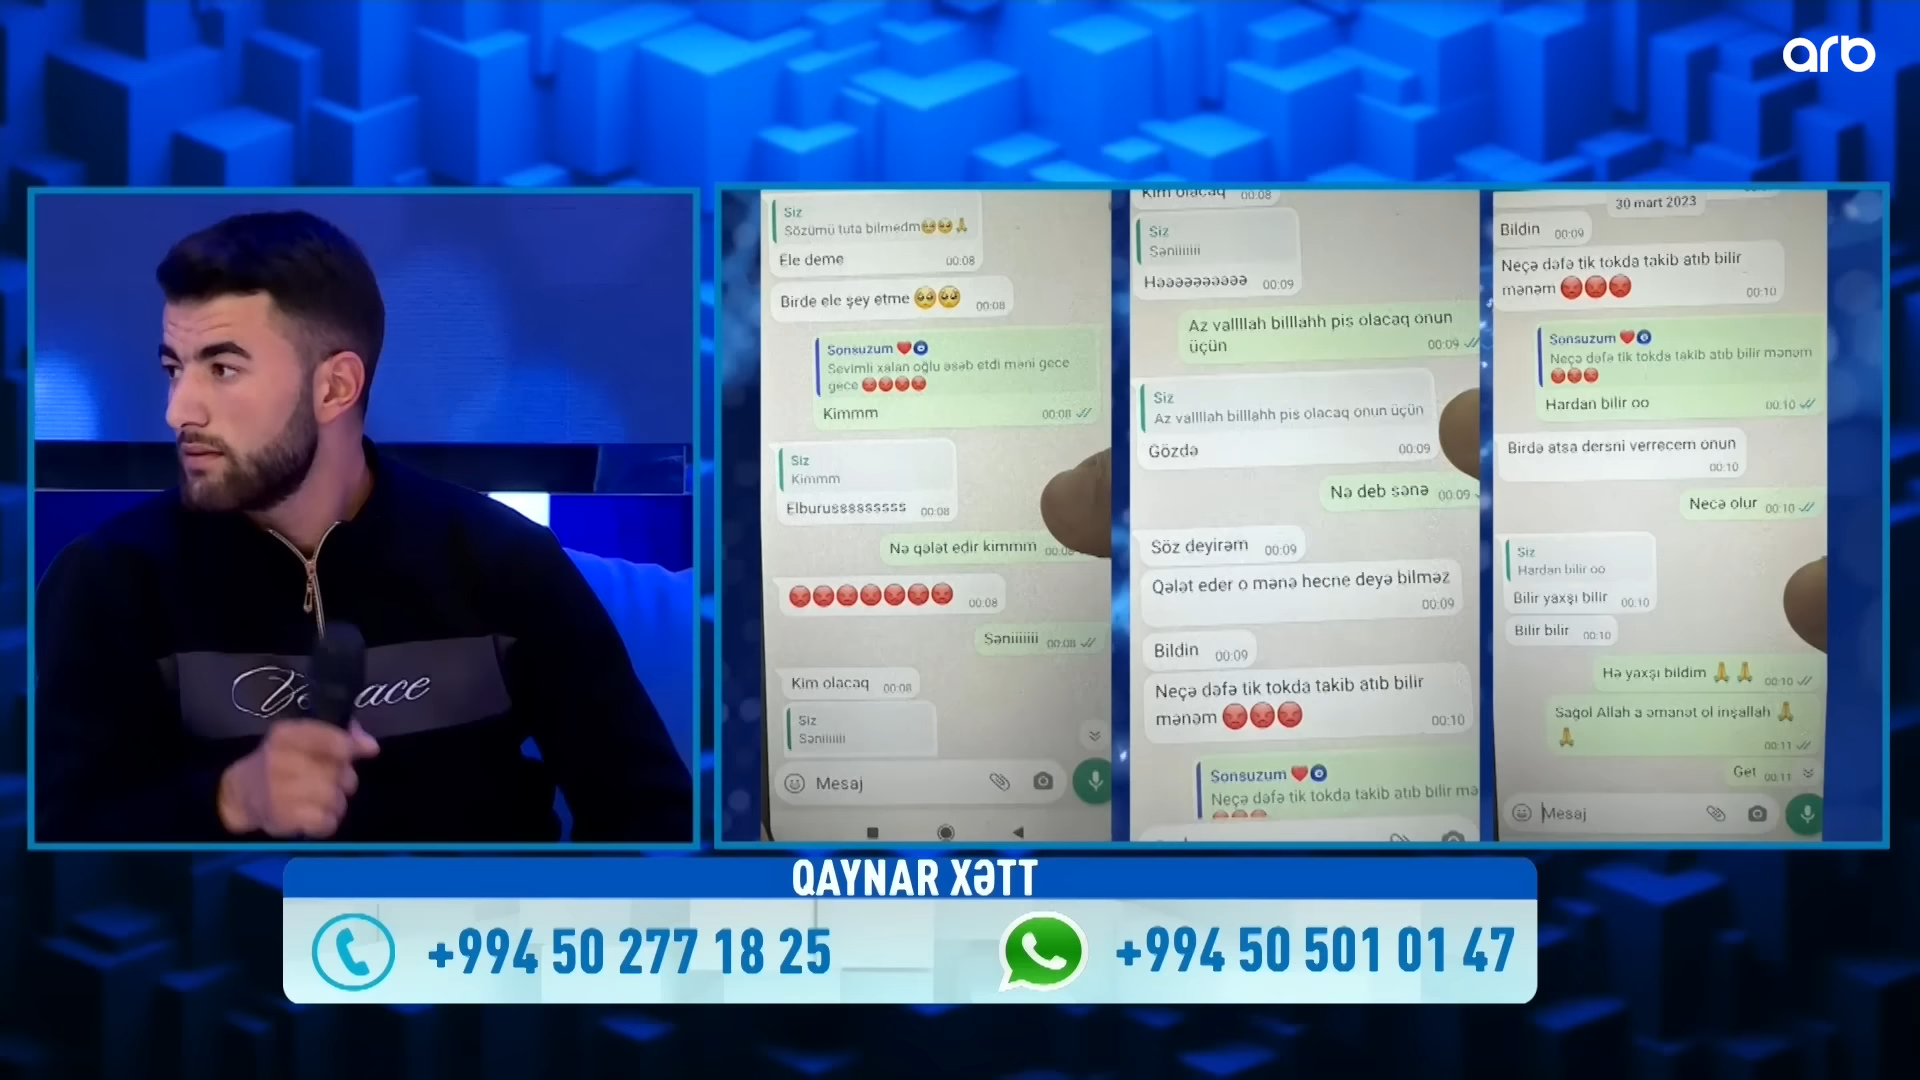 arb
Siz
Sözümü tuta bilmedm🥺🥺🙏
Ele deme 00:08
Birde ele şey etme 🥺🥺 00:08
Sonsuzum ❤️🧿
Sevimli xalan oğlu əsəb etdi məni gece
gece 😡😡😡😡
Kimmm 00:08
Siz
Kimmm
Elburussssssssss 00:08
Nə qələt edir kimmm 00:08
😡😡😡😡😡😡😡 00:08
Səniiiiiii 00:08
Kim olacaq 00:08
Siz
Səniiiiiii
Mesaj
Kim olacaq 00:08
Siz
Səniiiiiii
Həəəəəəəəəə 00:09
Az vallllah billlahh pis olacaq onun
üçün 00:09
Siz
Az vallllah billlahh pis olacaq onun üçün
Gözdə 00:09
Nə deb sənə 00:09
Söz deyirəm 00:09
Qələt eder o mənə hecne deyə bilməz
00:09
Bildin 00:09
Neçə dəfə tik tokda takib atıb bilir
mənəm 😡😡😡 00:10
Sonsuzum ❤️🧿
Neçə dəfə tik tokda takib atıb bilir mə
30 mart 2023
Bildin 00:09
Neçə dəfə tik tokda takib atıb bilir
mənəm 😡😡😡 00:10
Sonsuzum ❤️🧿
Neçə dəfə tik tokda takib atıb bilir mənəm
😡😡😡
Hardan bilir oo 00:10
Birdə atsa dersni verrecem onun
00:10
Necə olur 00:10
Siz
Hardan bilir oo
Bilir yaxşı bilir 00:10
Bilir bilir 00:10
Hə yaxşı bildim 🙏🙏 00:10
Sağol Allah a əmanət ol inşallah 🙏
🙏 00:11
Get 00:11
Mesaj
QAYNAR XƏTT
+994 50 277 18 25
+994 50 501 01 47